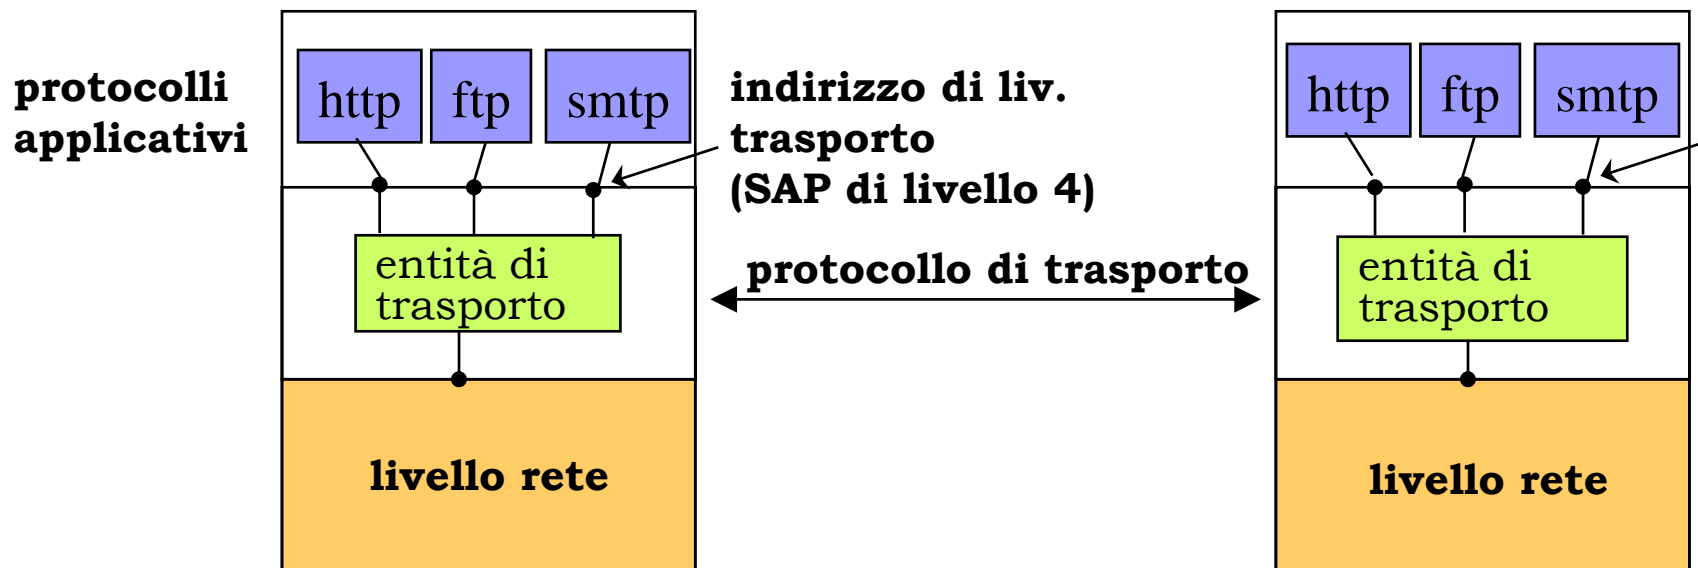 protocolli
applicativi
http
ftp
smtp
indirizzo di liv.
trasporto
(SAP di livello 4)
entità di
trasporto
protocollo di trasporto
livello rete
http
ftp
smtp
entità di
trasporto
livello rete